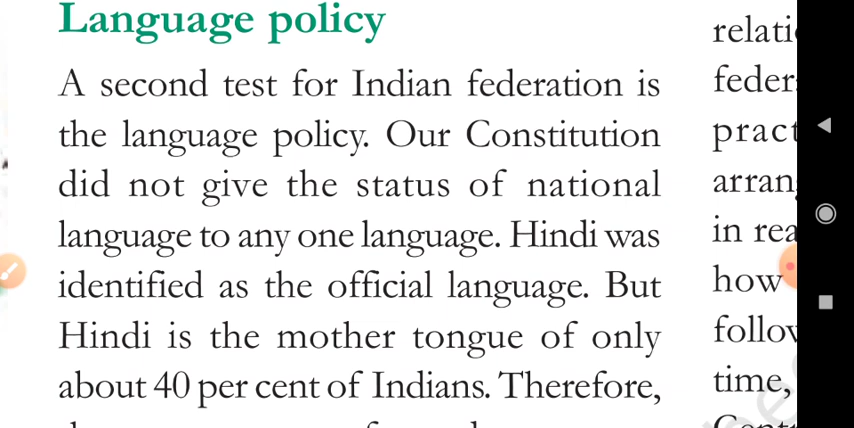 Language policy
A second test for Indian federation is
the language policy. Our Constitution
did not give the status of national
language to any one language. Hindi was
identified as the official language. But
Hindi is the mother tongue of only
about 40 per cent of Indians. Therefore,
in
how
time,